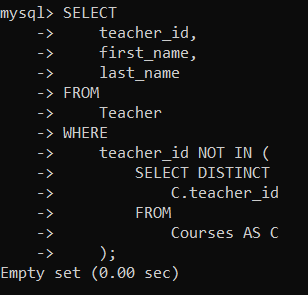 mysql> SELECT
    ->     teacher_id,
    ->     first_name,
    ->     last_name
    -> FROM
    ->     Teacher
    -> WHERE
    ->     teacher_id NOT IN (
    ->         SELECT DISTINCT
    ->             C.teacher_id
    ->         FROM
    ->             Courses AS C
    ->     );
Empty set (0.00 sec)